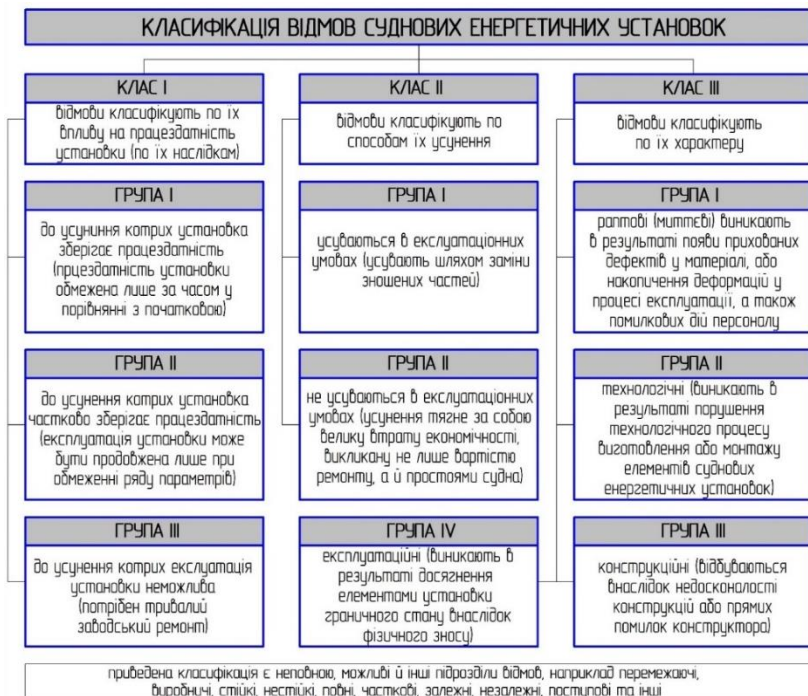 КЛАСИФІКАЦІЯ ВІДМОВ СУДНОВИХ ЕНЕРГЕТИЧНИХ УСТАНОВОК
КЛАС І
відмови класифікують по їх
впливу на працездатність
установки (по їх наслідкам)
ГРУПА І
до усуниння котрих установка
зберігає працездатність
(прцездатність установки
обмежена лише за часом у
порівнянні з початковою)
ГРУПА ІІ
до усунення котрих установка
частково зберігає працездатність
(експлуатація установки може
бути продовжена лише при
обмеженні ряду параметрів)
ГРУПА ІІІ
до усунення котрих екслуатація
установки неможлива
(потрібен тривалий
заводський ремонт)
КЛАС ІІ
відмови класифікують по
способам їх усунення
ГРУПА І
усуваються в екслуатаціонних
умовах (усувають шляхом заміни
зношених частей)
ГРУПА ІІ
не усуваються в екслуатаціонних
умовах (усунення тягне за собою
велику втрату економічності,
викликану не лише вартістю
ремонту, а й простоями судна)
КЛАС ІІІ
відмови класифікують
по їх характеру
ГРУПА І
раптові (миттєві) виникають
в результаті появи прихованих
дефектів у матеріалі, або
накопичення деформацій у
процесі експлуатації, а також
помилкових дій персоналу
ГРУПА ІІ
технологічні (виникають в
результаті порушення
технологічного процесу
виготовлення або монтажу
елементів суднових
енергетичних установок)
ГРУПА ІІІ
конструкційні (відбуваються
внаслідок недосконалості
конструкцій або прямих
помилок конструктора)
ГРУПА IV
експлуатаційні (виникають в
результаті досягнення
елементами установки
граничного стану внаслідок
фізичного зносу)
приведена класифікація є неповною, можливі й інші підрозділи відмов, наприклад перемежаючі,
виробничі, стійкі, нестійкі, повні, часткові, залежні, незалежні, поступові та інші